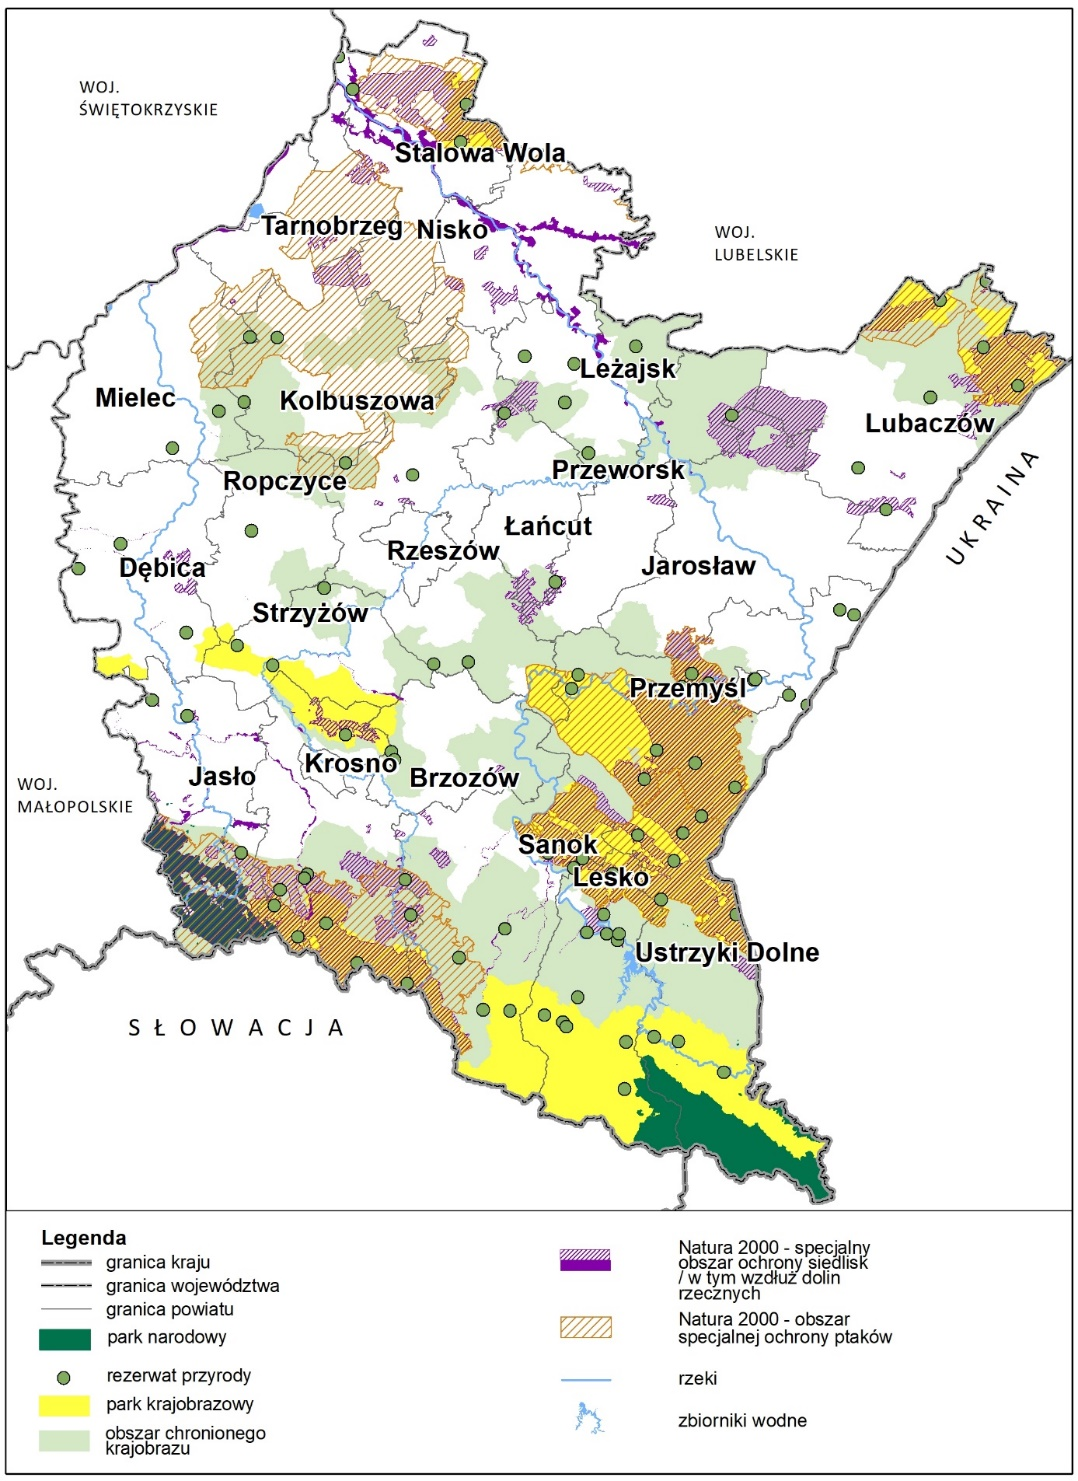 WOJ.
ŚWIĘTOKRZYSKIE
Stalowa Wola
Tarnobrzeg
Nisko
WOJ.
LUBELSKIE
Leżajsk
Mielec
Kolbuszowa
Lubaczów
Przeworsk
Ropczyce
UKRAINA
Łańcut
Rzeszów
Dębica
Jarosław
Strzyżów
Przemyśl
Krosno
Jasło
Brzozów
WOJ.
MAŁOPOLSKIE
Sanok
Lesko
Ustrzyki Dolne
SŁOWACJA
Legenda
granica kraju
granica województwa
granica powiatu
park narodowy
rezerwat przyrody
park krajobrazowy
obszar chronionego
krajobrazu
Natura 2000 - specjalny
obszar ochrony siedlisk
/ w tym wzdłuż dolin
rzecznych
Natura 2000 - obszar
specjalnej ochrony ptaków
rzeki
zbiorniki wodne